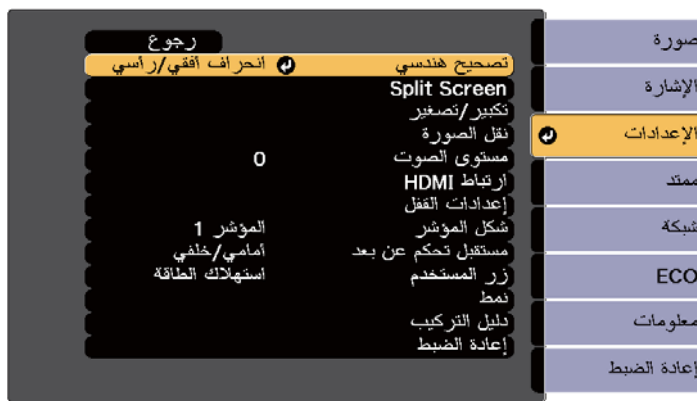 رجوع
تصحيح هندسي انحراف أفقي/رأسي
Split Screen
تكبير/تصغير
نقل الصورة
مستوى الصوت 0
ارتباط HDMI
إعدادات القفل
شكل المؤشر المؤشر 1
مستقبل تحكم عن بعد أمامي/خلفي
زر المستخدم استهلاك الطاقة
نمط
دليل التركيب
إعادة الضبط
صورة
الإشارة
الإعدادات
ممتد
شبكة
ECO
معلومات
إعادة الضبط